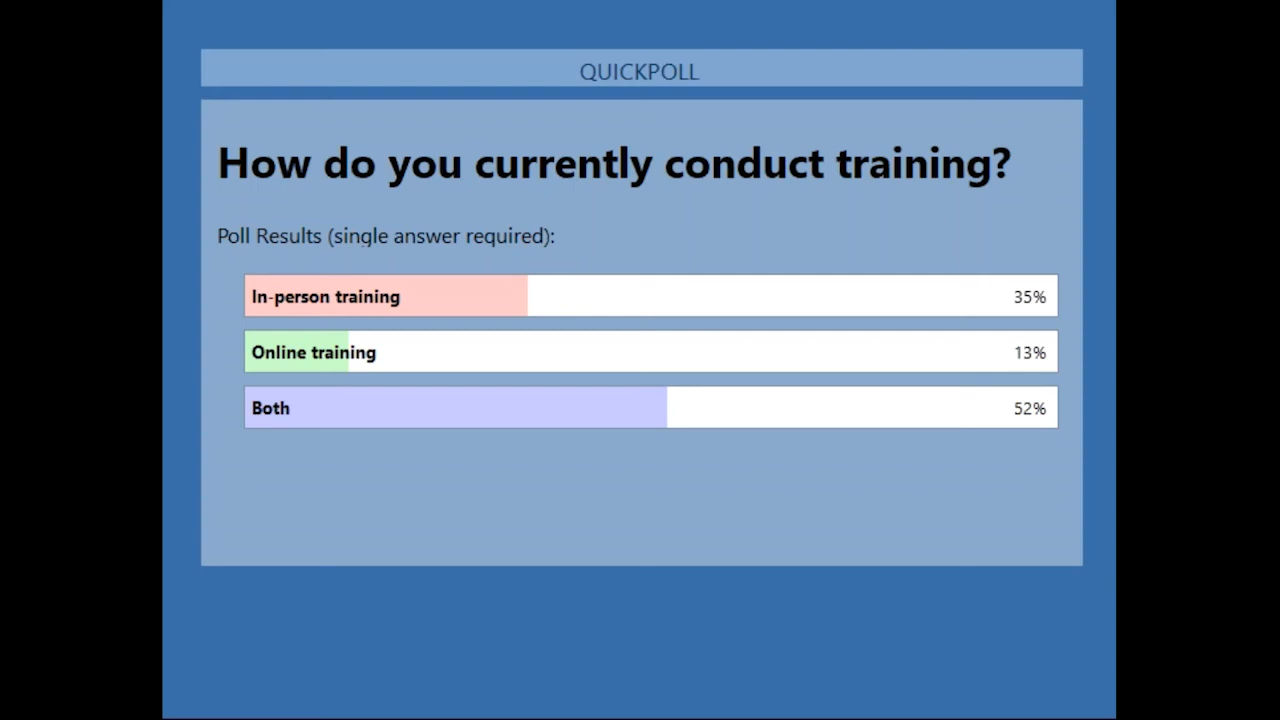 QUICKPOLL
How do you currently conduct training?
Poll Results (single answer required):
In-person training 35%
Online training 13%
Both 52%